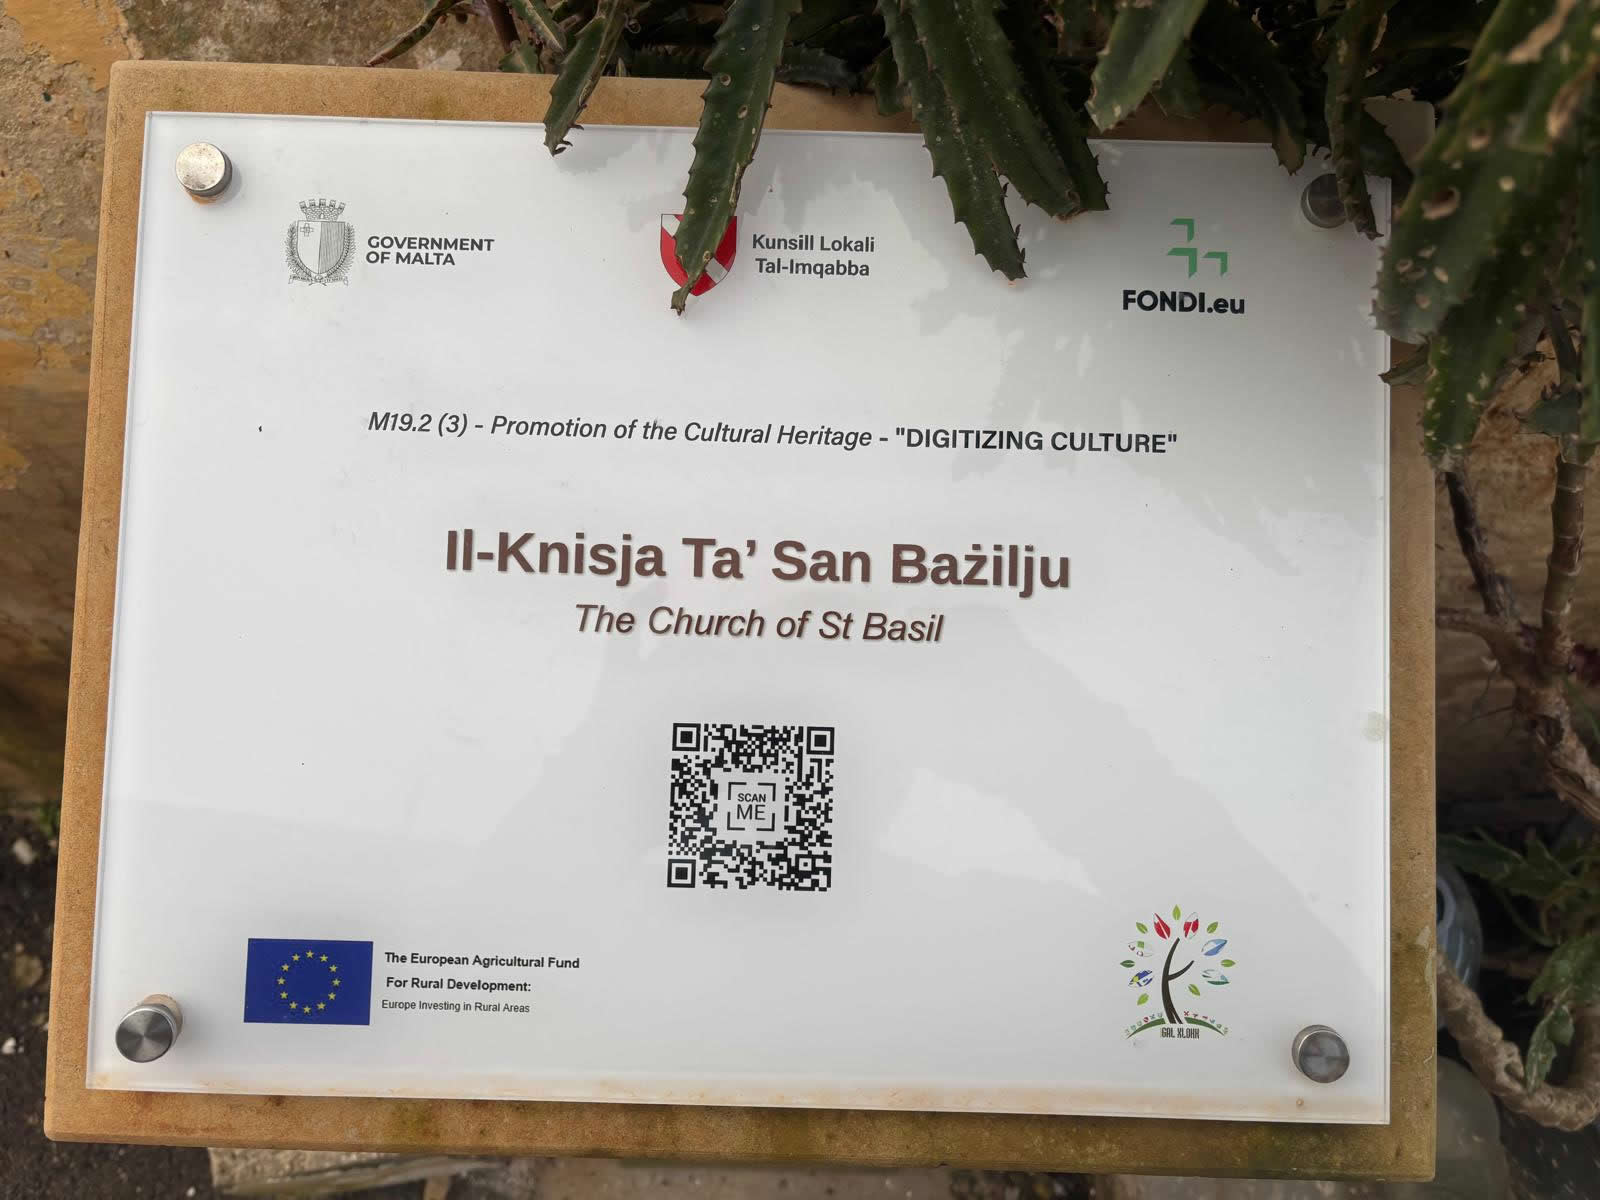 GOVERNMENT
OF MALTA
Kunsill Lokali
Tal-Imqabba
FONDI.eu
M19.2 (3) - Promotion of the Cultural Heritage - "DIGITIZING CULTURE"
Il-Knisja Ta’ San Bażilju
The Church of St Basil
SCAN
ME
The European Agricultural Fund
For Rural Development:
Europe Investing in Rural Areas
GAL XLOKK